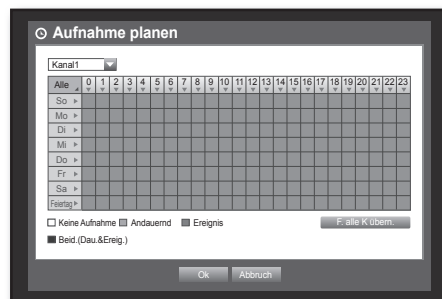 Aufnahme planen
Kanal1
Alle 0 1 2 3 4 5 6 7 8 9 10 11 12 13 14 15 16 17 18 19 20 21 22 23
So
Mo
Di
Mi
Do
Fr
Sa
Feiertag
Keine Aufnahme Andauernd Ereignis F. alle K übern.
Beid.(Dau.&Ereig.)
Ok Abbruch